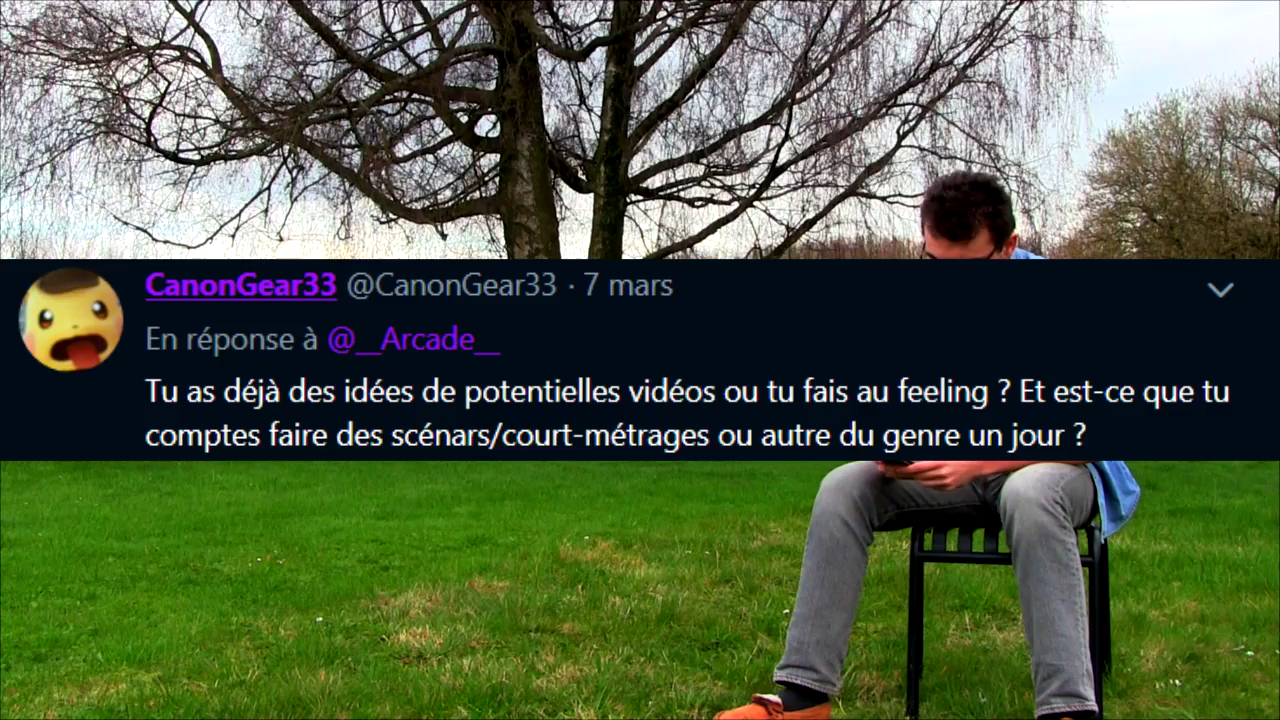 CanonGear33 @CanonGear33 · 7 mars
En réponse à @__Arcade__
Tu as déjà des idées de potentielles vidéos ou tu fais au feeling ? Et est-ce que tu
comptes faire des scénars/court-métrages ou autre du genre un jour ?